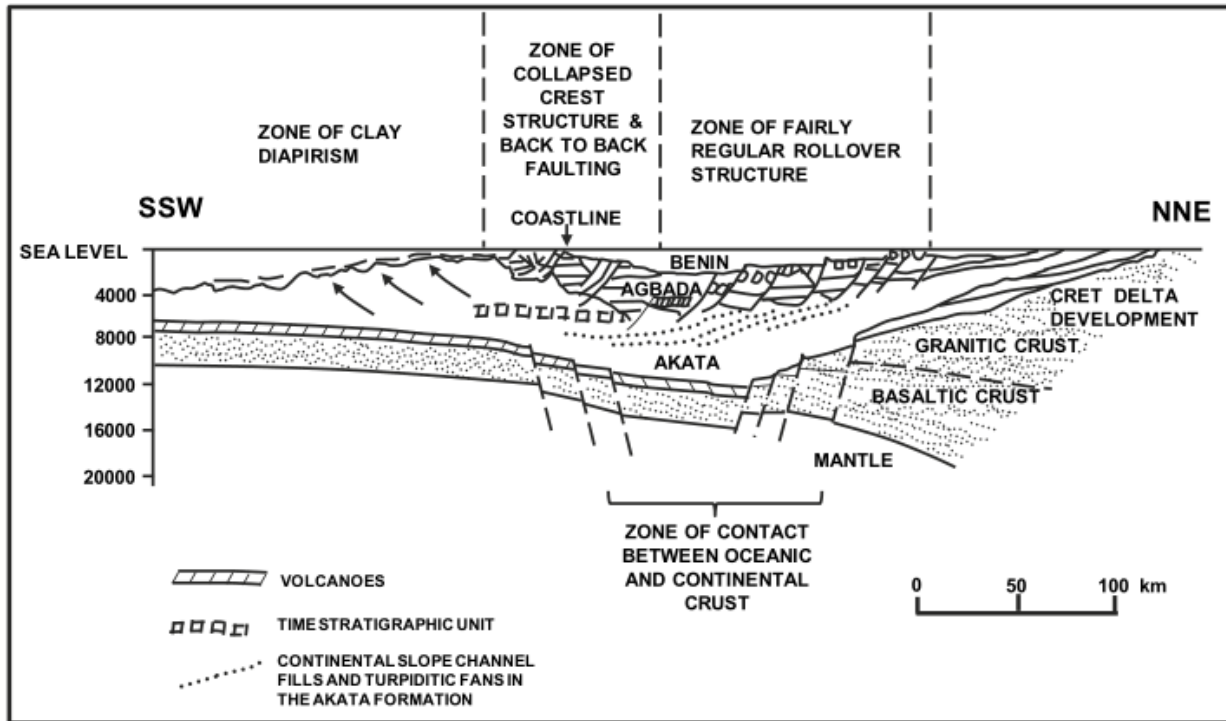 ZONE OF
COLLAPSED
CREST
STRUCTURE &
BACK TO BACK
FAULTING
ZONE OF CLAY
DIAPIRISM
ZONE OF FAIRLY
REGULAR ROLLOVER
STRUCTURE
SSW
NNE
COASTLINE
SEA LEVEL
BENIN
AGBADA
4000
CRET DELTA
DEVELOPMENT
8000
GRANITIC CRUST
AKATA
12000
BASALTIC CRUST
16000
MANTLE
20000
ZONE OF CONTACT
BETWEEN OCEANIC
AND CONTINENTAL
CRUST
VOLCANOES
0 50 100 km
TIME STRATIGRAPHIC UNIT
CONTINENTAL SLOPE CHANNEL
FILLS AND TURPIDITIC FANS IN
THE AKATA FORMATION